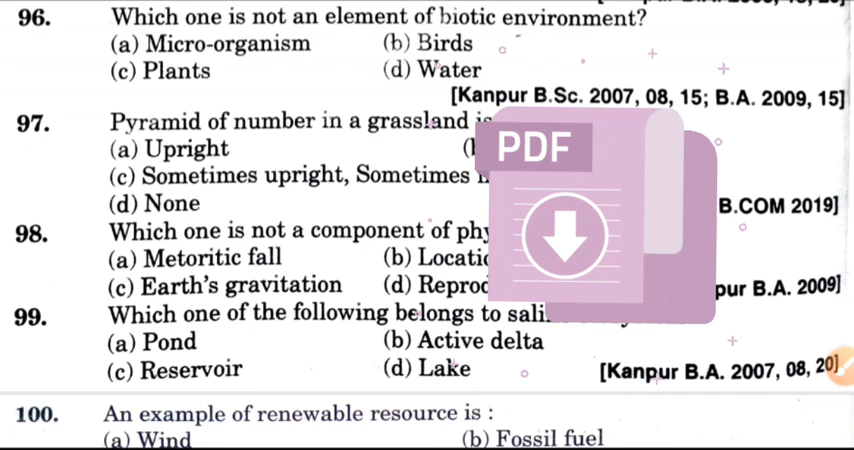 96. Which one is not an element of biotic environment?
(a) Micro-organism (b) Birds
(c) Plants (d) Water
[Kanpur B.Sc. 2007, 08, 15; B.A. 2009, 15]
97. Pyramid of number in a grassland is
(a) Upright
(c) Sometimes upright, Sometimes
(d) None B.COM 2019]
98. Which one is not a component of
(a) Metoritic fall (b)
(c) Earth's gravitation (d)
B.A. 2009]
99. Which one of the following belongs to
(a) Pond (b) Active delta
(c) Reservoir (d) Lake
[Kanpur B.A. 2007, 08, 20]
100. An example of renewable resource is :
(a) Wind (b) Fossil fuel
PDF